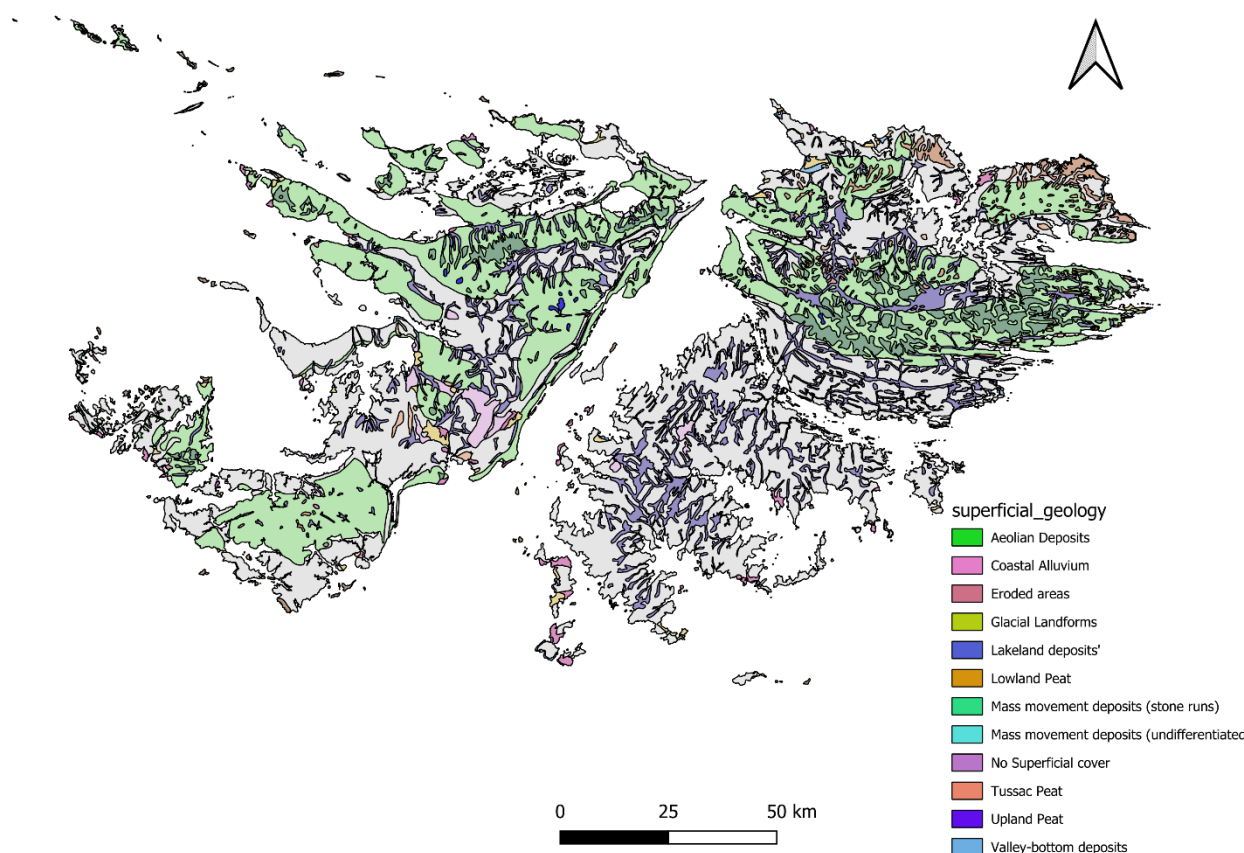 superficial_geology
Aeolian Deposits
Coastal Alluvium
Eroded areas
Glacial Landforms
Lakeland deposits'
Lowland Peat
Mass movement deposits (stone runs)
Mass movement deposits (undifferentiated
No Superficial cover
Tussac Peat
Upland Peat
Valley-bottom deposits
0 25 50 km